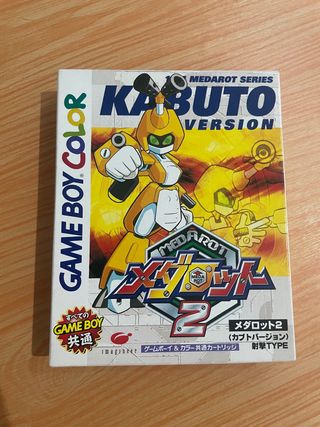 MEDAROT SERIES
KABUTO
VERSION
GAME BOY COLOR
MEDAROT
メダロット
2
すべての
GAME BOY
共通
imagineer
ゲームボーイ&カラー共通カートリッジ
メダロット2
(カブトバージョン)
射撃TYPE